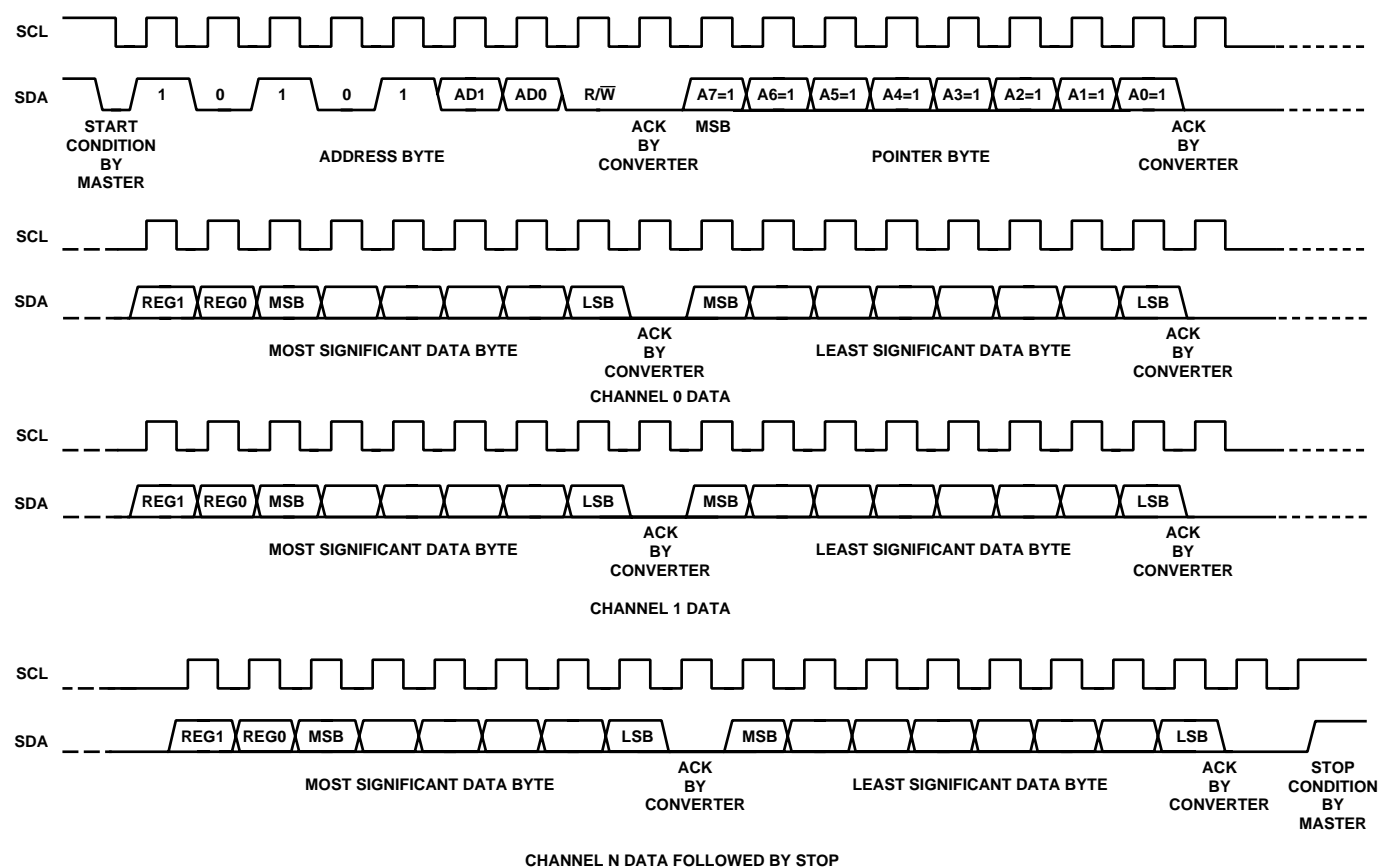 SCL
SDA 1 0 1 0 1 AD1 AD0 R/W̅ A7=1 A6=1 A5=1 A4=1 A3=1 A2=1 A1=1 A0=1
START CONDITION BY MASTER
ADDRESS BYTE
ACK BY CONVERTER
MSB
POINTER BYTE
ACK BY CONVERTER
SCL
SDA REG1 REG0 MSB LSB MSB LSB
MOST SIGNIFICANT DATA BYTE
ACK BY CONVERTER
LEAST SIGNIFICANT DATA BYTE
ACK BY CONVERTER
CHANNEL 0 DATA
SCL
SDA REG1 REG0 MSB LSB MSB LSB
MOST SIGNIFICANT DATA BYTE
ACK BY CONVERTER
LEAST SIGNIFICANT DATA BYTE
ACK BY CONVERTER
CHANNEL 1 DATA
SCL
SDA REG1 REG0 MSB LSB MSB LSB
MOST SIGNIFICANT DATA BYTE
ACK BY CONVERTER
LEAST SIGNIFICANT DATA BYTE
ACK BY CONVERTER
STOP CONDITION BY MASTER
CHANNEL N DATA FOLLOWED BY STOP